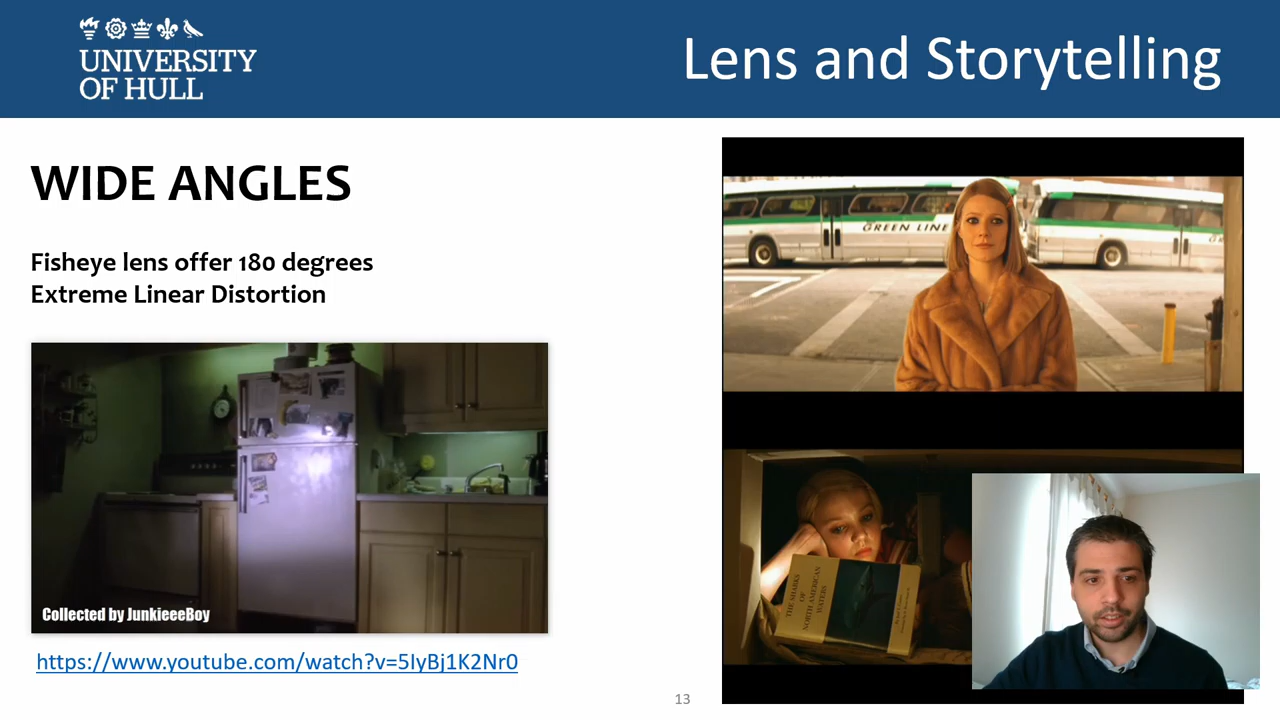 UNIVERSITY
OF HULL
Lens and Storytelling
WIDE ANGLES
Fisheye lens offer 180 degrees
Extreme Linear Distortion
Collected by JunkieeeBoy
https://www.youtube.com/watch?v=5IyBj1K2Nr0
GREEN LINE
THE SHARKS
OF
NORTH AMERICAN
WATERS
13